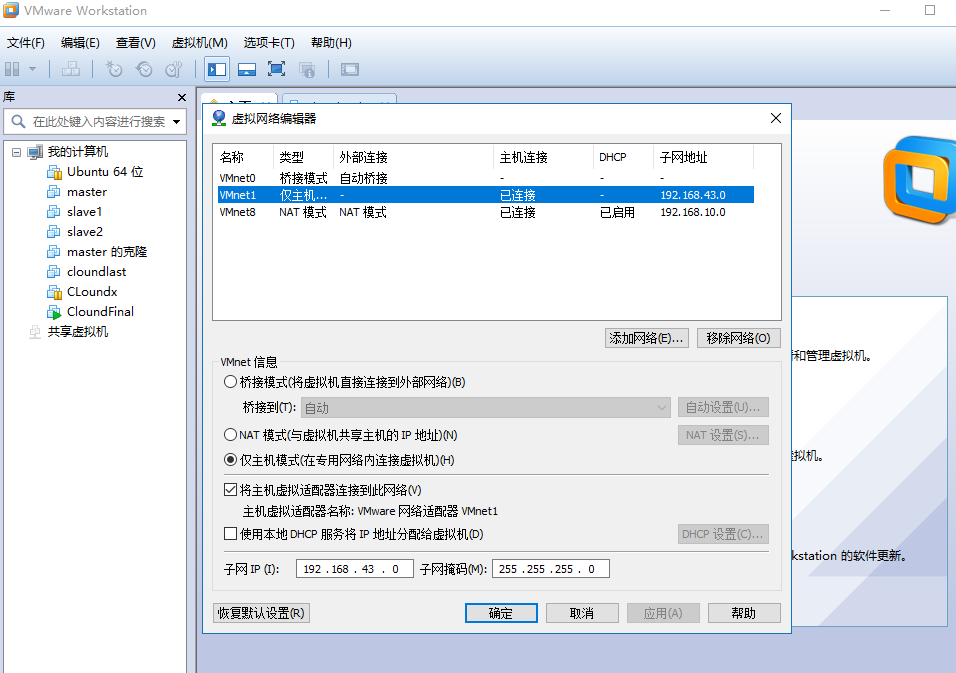 VMware Workstation
文件(F) 编辑(E) 查看(V) 虚拟机(M) 选项卡(T) 帮助(H)
库
在此处键入内容进行搜索
我的计算机
Ubuntu 64 位
master
slave1
slave2
master 的克隆
cloundlast
CLoundx
CloundFinal
共享虚拟机
虚拟网络编辑器
名称 类型 外部连接 主机连接 DHCP 子网地址
VMnet0 桥接模式 自动桥接 - - -
VMnet1 仅主机... - 已连接 - 192.168.43.0
VMnet8 NAT 模式 NAT 模式 已连接 已启用 192.168.10.0
添加网络(E)... 移除网络(O)
VMnet 信息
桥接模式(将虚拟机直接连接到外部网络)(B)
桥接到(T): 自动 自动设置(U)...
NAT 模式(与虚拟机共享主机的 IP 地址)(N) NAT 设置(S)...
仅主机模式(在专用网络内连接虚拟机)(H)
将主机虚拟适配器连接到此网络(V)
主机虚拟适配器名称: VMware 网络适配器 VMnet1
使用本地 DHCP 服务将 IP 地址分配给虚拟机(D) DHCP 设置(C)...
子网 IP (I): 192 . 168 . 43 . 0 子网掩码(M): 255 . 255 . 255 . 0
恢复默认设置(R) 确定 取消 应用(A) 帮助
和管理虚拟机。
拟机。
kstation 的软件更新。